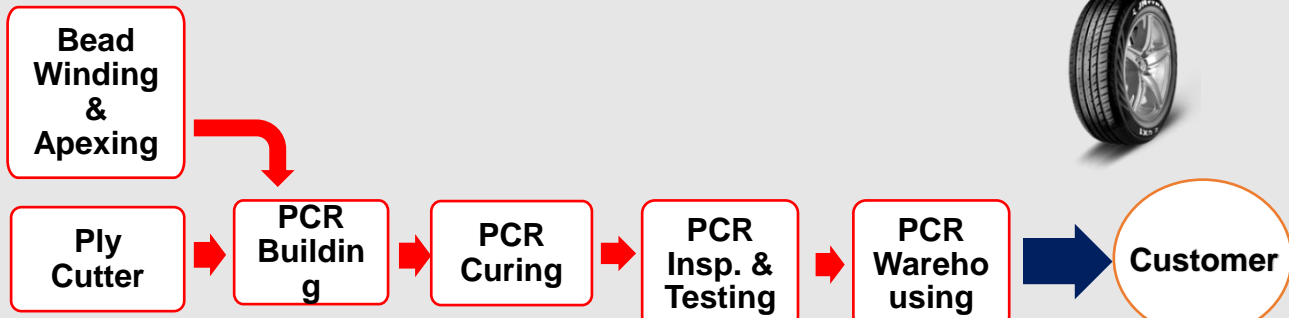 Bead
Winding
&
Apexing
Ply
Cutter
PCR
Buildin
g
PCR
Curing
PCR
Insp. &
Testing
PCR
Wareho
using
Customer